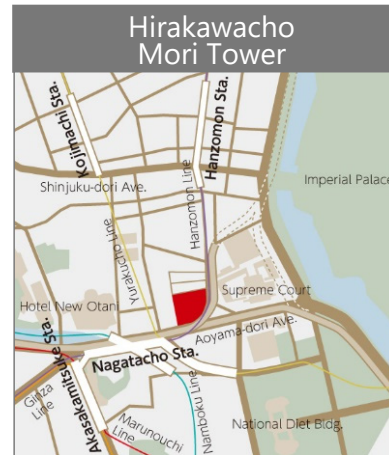 Hirakawacho
Mori Tower
Kojimachi Sta.
Hanzomon Sta.
Shinjuku-dori Ave.
Hanzomon Line
Imperial Palace
Yurakucho Line
Hotel New Otani
Supreme Court
Aoyama-dori Ave.
Nagatacho Sta.
Akasakamitsuke Sta.
Ginza
Line
Marunouchi
Line
Nanboku Line
National Diet Bldg.